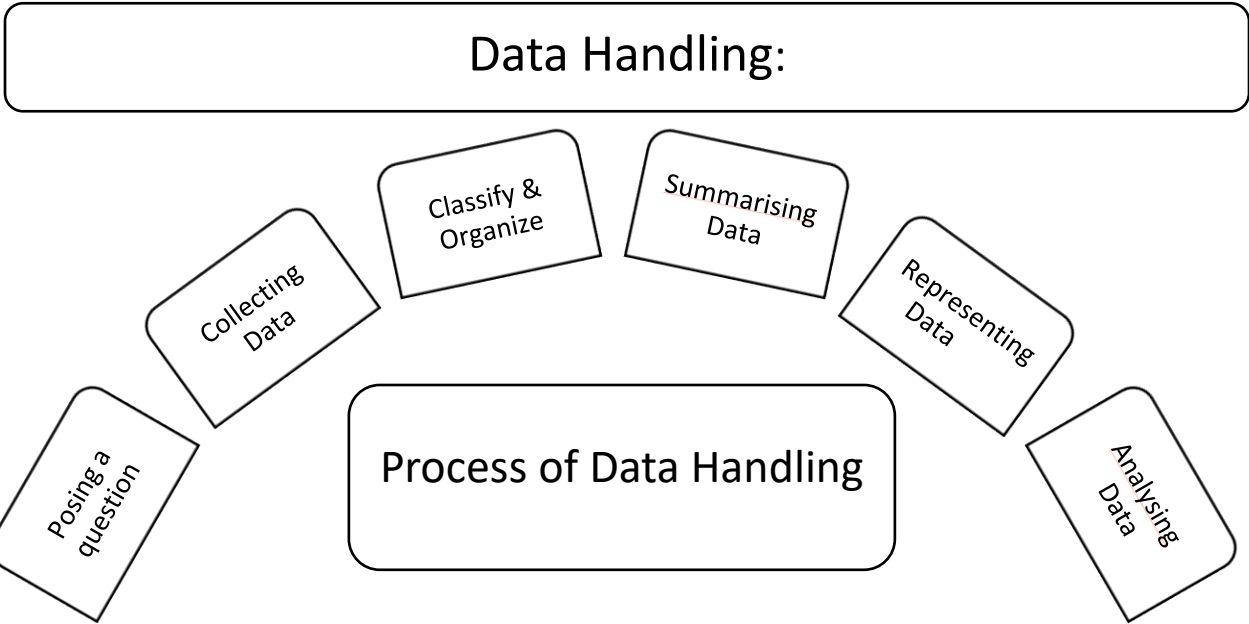 Data Handling:
Posing a
question
Collecting
Data
Classify &
Organize
Summarising
Data
Representing
Data
Analysing
Data
Process of Data Handling